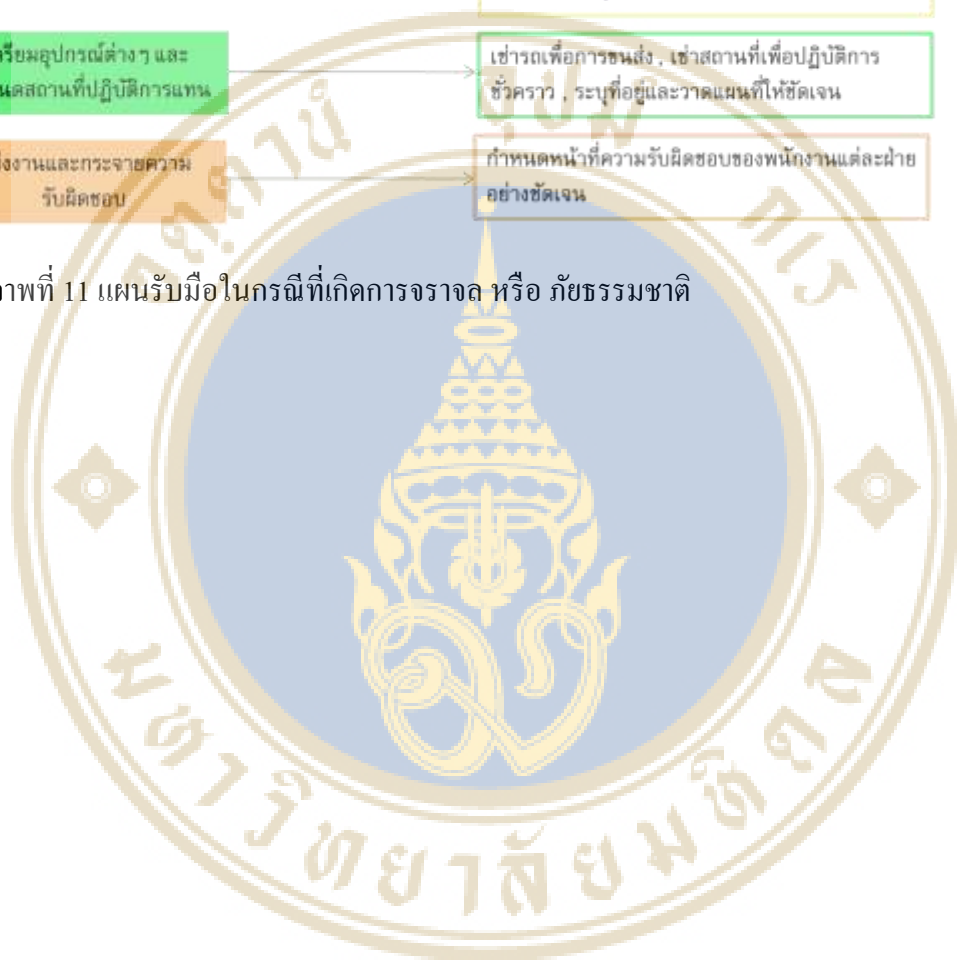 รียมอุปกรณ์ต่างๆ และ
นดสถานที่ปฏิบัติการแทน
เช่ารถเพื่อการขนส่ง , เช่าสถานที่เพื่อปฏิบัติการ
ชั่วคราว , ระบุที่อยู่และวาดแผนที่ให้ชัดเจน
งงานและกระจายความ
รับผิดชอบ
กำหนดหน้าที่ความรับผิดชอบของพนักงานแต่ละฝ่าย
อย่างชัดเจน
าพที่ 11 แผนรับมือในกรณีที่เกิดการจราจล หรือ ภัยธรรมชาติ
อตฺตานํ อุปมํ กเร
มหาวิทยาลัยมหิดล